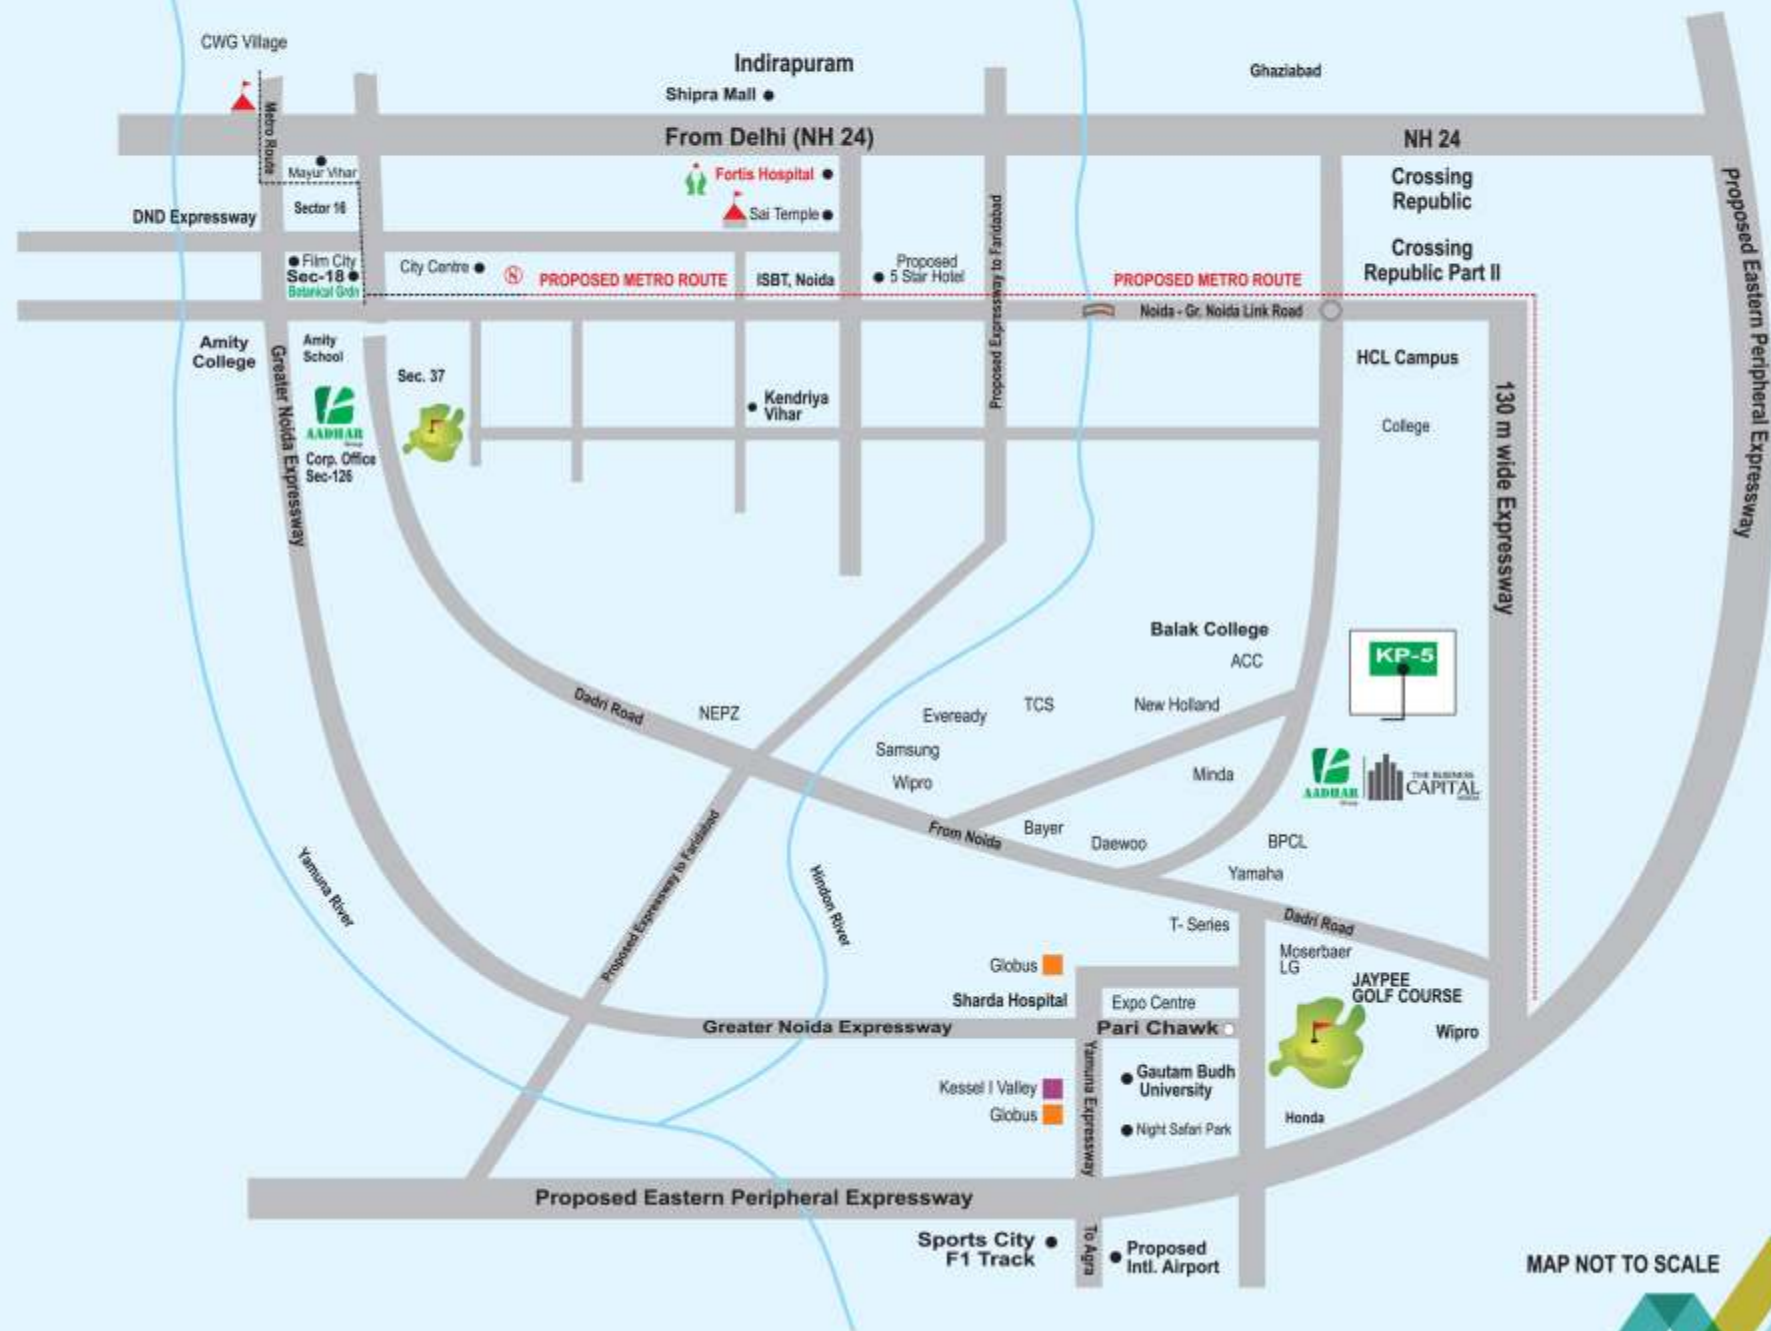 CWG Village
Indirapuram
Shipra Mall
Ghaziabad
Metro Route
From Delhi (NH 24)
NH 24
Mayur Vihar
Fortis Hospital
Crossing
Republic
Sector 16
DND Expressway
Sai Temple
Proposed Expressway to Faridabad
Proposed Eastern Peripheral Expressway
Film City
Sec-18
Botanical Grdn
City Centre
PROPOSED METRO ROUTE
ISBT, Noida
Proposed
5 Star Hotel
PROPOSED METRO ROUTE
Crossing
Republic Part II
Noida - Gr. Noida Link Road
Amity
College
Amity
School
Greater Noida Expressway
Sec. 37
HCL Campus
130 m wide Expressway
AADHAR
Group
Corp. Office
Sec-126
Kendriya
Vihar
College
Balak College
ACC
KP-5
Dadri Road
NEPZ
Eveready
TCS
New Holland
Samsung
Wipro
Minda
AADHAR
Group
THE BUSINESS
CAPITAL
NOIDA
From Noida
Bayer
Daewoo
BPCL
Yamaha
Yamuna River
Proposed Expressway to Faridabad
Hindon River
T- Series
Dadri Road
Moserbaer
LG
JAYPEE
GOLF COURSE
Globus
Sharda Hospital
Expo Centre
Greater Noida Expressway
Pari Chawk
Wipro
Yamuna Expressway
Gautam Budh
University
Kessel I Valley
Globus
Night Safari Park
Honda
Proposed Eastern Peripheral Expressway
Sports City
F1 Track
To Agra
Proposed
Intl. Airport
MAP NOT TO SCALE